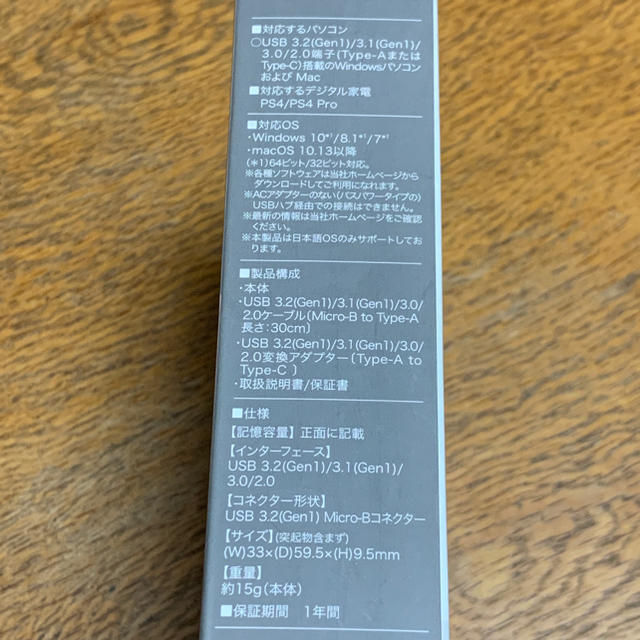 ■対応するパソコン
○USB 3.2(Gen1)/3.1(Gen1)/
3.0/2.0端子(Type-Aまたは
Type-C)搭載のWindowsパソコン
および Mac
■対応するデジタル家電
PS4/PS4 Pro
■対応OS
・Windows 10*¹/8.1*¹/7*¹
・macOS 10.13以降
(*1)64ビット/32ビット対応。
※各種ソフトウェアは当社ホームページから
ダウンロードしてご利用になれます。
※ACアダプターのない(バスパワータイプの)
USBハブ経由での接続はできません。
※最新の情報は当社ホームページをご確認
ください。
※本製品は日本語OSのみサポートしてお
ります。
■製品構成
・本体
・USB 3.2(Gen1)/3.1(Gen1)/3.0/
2.0ケーブル〔Micro-B to Type-A
長さ:30cm〕
・USB 3.2(Gen1)/3.1(Gen1)/3.0/
2.0変換アダプター〔Type-A to
Type-C 〕
・取扱説明書/保証書
■仕様
【記憶容量】正面に記載
【インターフェース】
USB 3.2(Gen1)/3.1(Gen1)/
3.0/2.0
【コネクター形状】
USB 3.2(Gen1) Micro-Bコネクター
【サイズ】(突起物含まず)
(W)33×(D)59.5×(H)9.5mm
【重量】
約15g(本体)
■保証期間 1年間